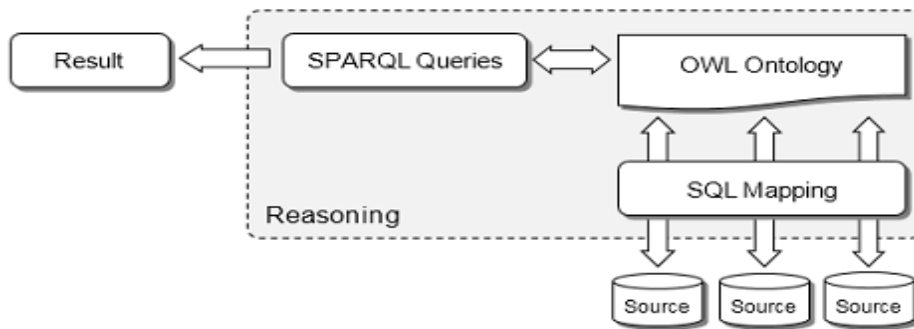 Result
SPARQL Queries
OWL Ontology
SQL Mapping
Reasoning
Source
Source
Source